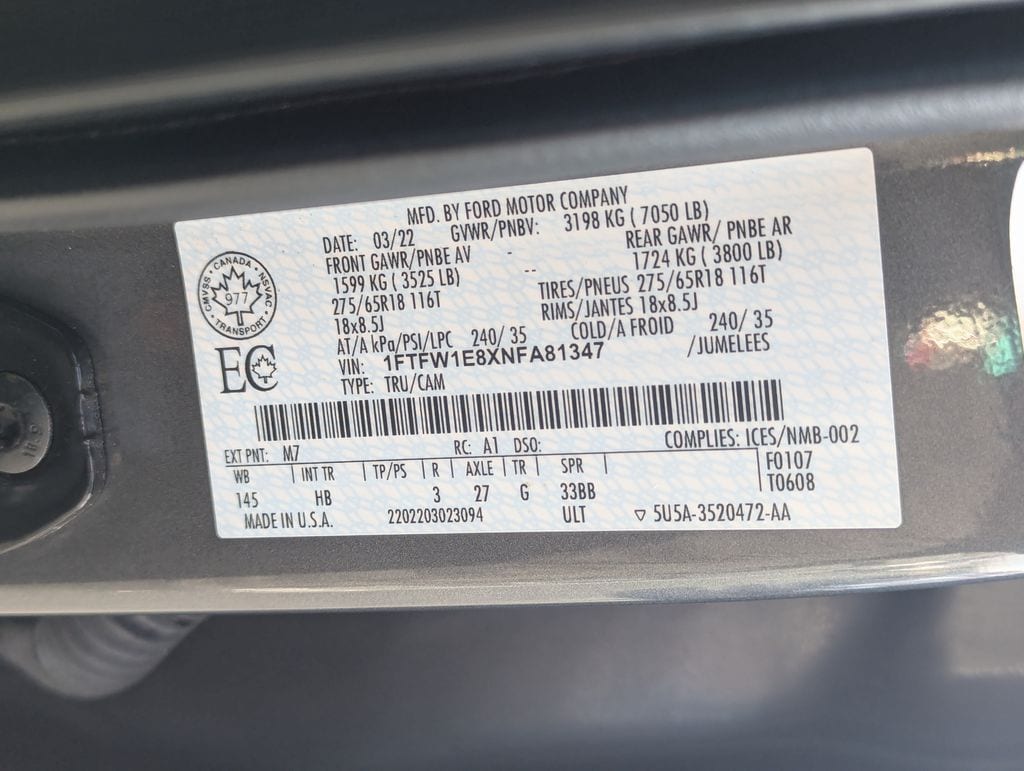 MFD. BY FORD MOTOR COMPANY
DATE: 03/22 GVWR/PNBV: 3198 KG ( 7050 LB)
FRONT GAWR/PNBE AV REAR GAWR/ PNBE AR
1599 KG ( 3525 LB) -- 1724 KG ( 3800 LB)
275/65R18 116T TIRES/PNEUS 275/65R18 116T
18x8.5J RIMS/JANTES 18x8.5J
AT/A kPa/PSI/LPC 240/ 35 COLD/A FROID 240/ 35
VIN: 1FTFW1E8XNFA81347 /JUMELEES
TYPE: TRU/CAM
CMVSS · CANADA · NSVAC
977
· TRANSPORT ·
EC
EXT PNT: M7 RC: A1 DSO: COMPLIES: ICES/NMB-002
WB INT TR TP/PS R AXLE TR SPR F0107
145 HB 3 27 G 33BB T0608
MADE IN U.S.A. 2202203023094 ULT ▽ 5U5A-3520472-AA